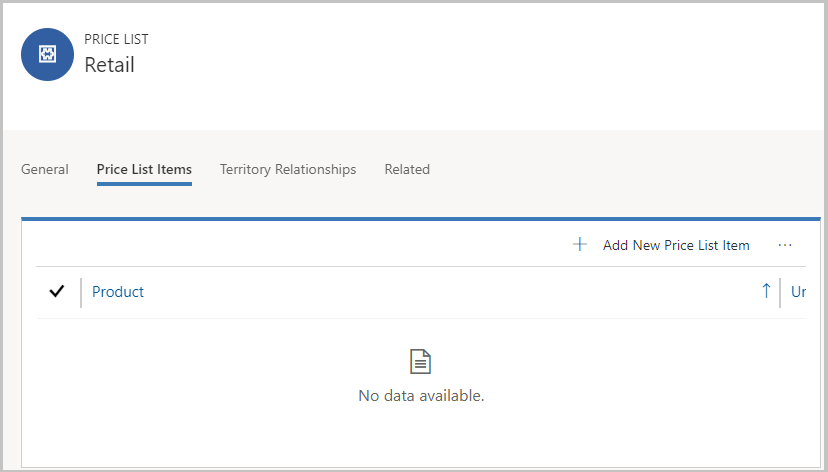 PRICE LIST
Retail
General Price List Items Territory Relationships Related
Add New Price List Item ...
Product Ur
No data available.